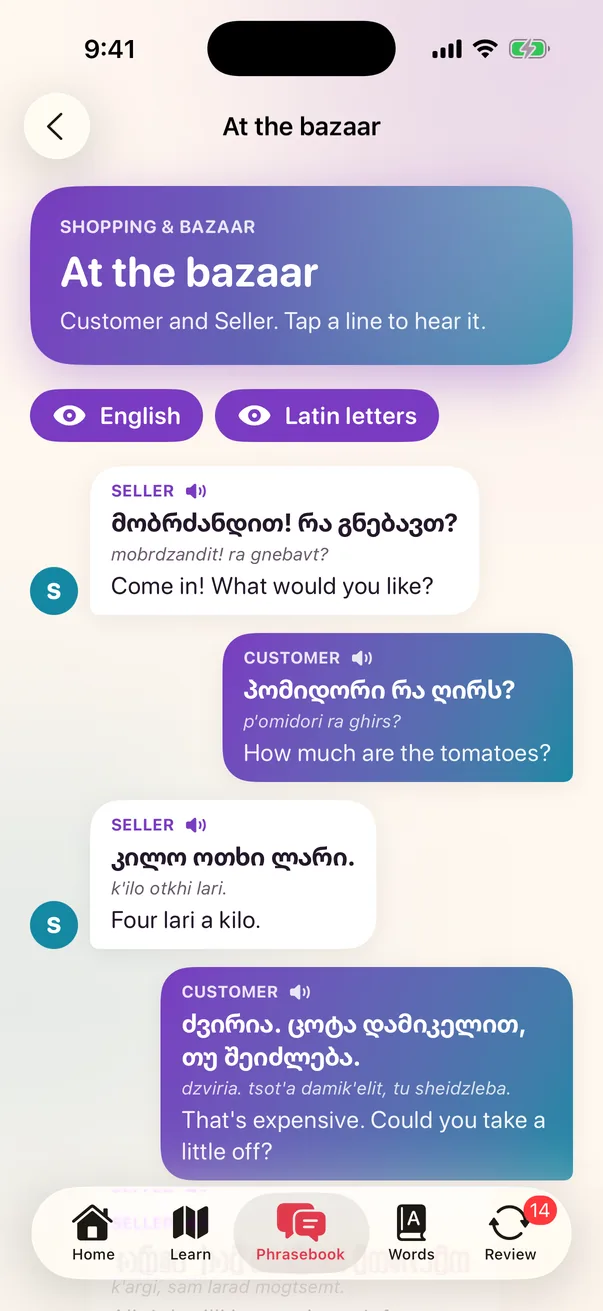 9:41
At the bazaar
SHOPPING & BAZAAR
At the bazaar
Customer and Seller. Tap a line to hear it.
English
Latin letters
SELLER
მობრძანდით! რა გნებავთ?
mobrdzandit! ra gnebavt?
Come in! What would you like?
S
CUSTOMER
პომიდორი რა ღირს?
p'omidori ra ghirs?
How much are the tomatoes?
SELLER
კილო ოთხი ლარი.
k'ilo otkhi lari.
Four lari a kilo.
S
CUSTOMER
ძვირია. ცოტა დამიკელით,
თუ შეიძლება.
dzviria. tsot'a damik'elit, tu sheidzleba.
That's expensive. Could you take a
little off?
SELLER
A
14
Home
Learn
Phrasebook
Words
Review
k'argi, sam larad mogtsemt.